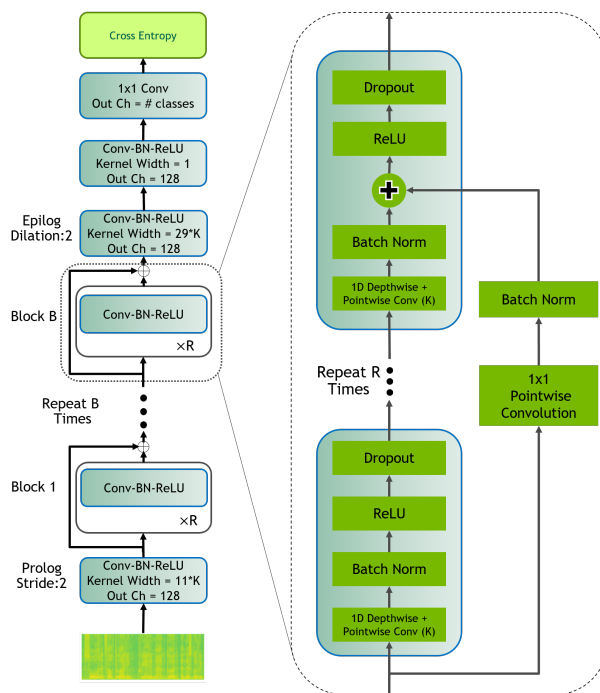 Cross Entropy
1x1 Conv
Out Ch = # classes
Conv-BN-ReLU
Kernel Width = 1
Out Ch = 128
Epilog
Dilation:2
Conv-BN-ReLU
Kernel Width = 29*K
Out Ch = 128
Block B
Conv-BN-ReLU
×R
Repeat B
Times
Block 1
Conv-BN-ReLU
×R
Prolog
Stride:2
Conv-BN-ReLU
Kernel Width = 11*K
Out Ch = 128
Dropout
ReLU
Batch Norm
1D Depthwise +
Pointwise Conv (K)
Batch Norm
1x1
Pointwise
Convolution
Repeat R
Times
Dropout
ReLU
Batch Norm
1D Depthwise +
Pointwise Conv (K)